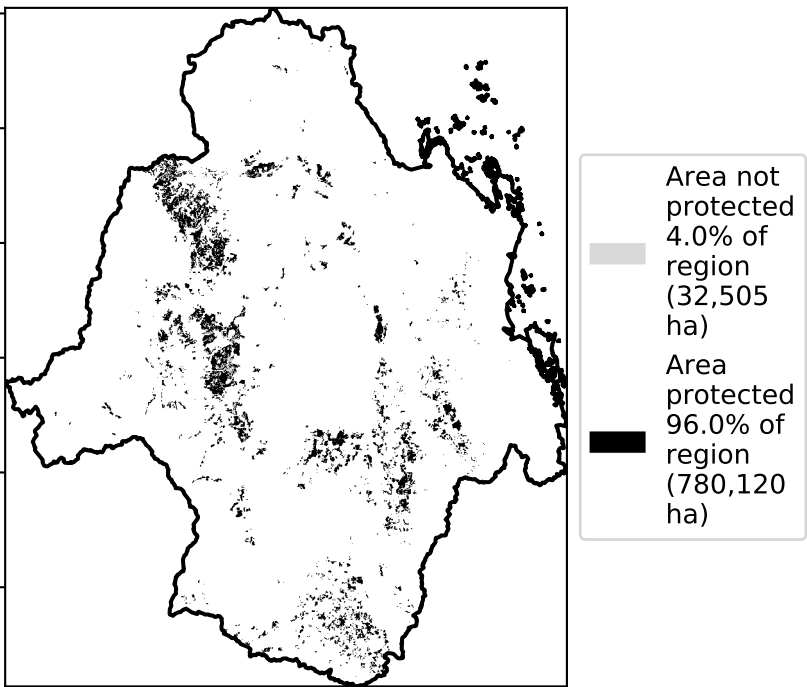 Area not
protected
4.0% of
region
(32,505
ha)
Area
protected
96.0% of
region
(780,120
ha)